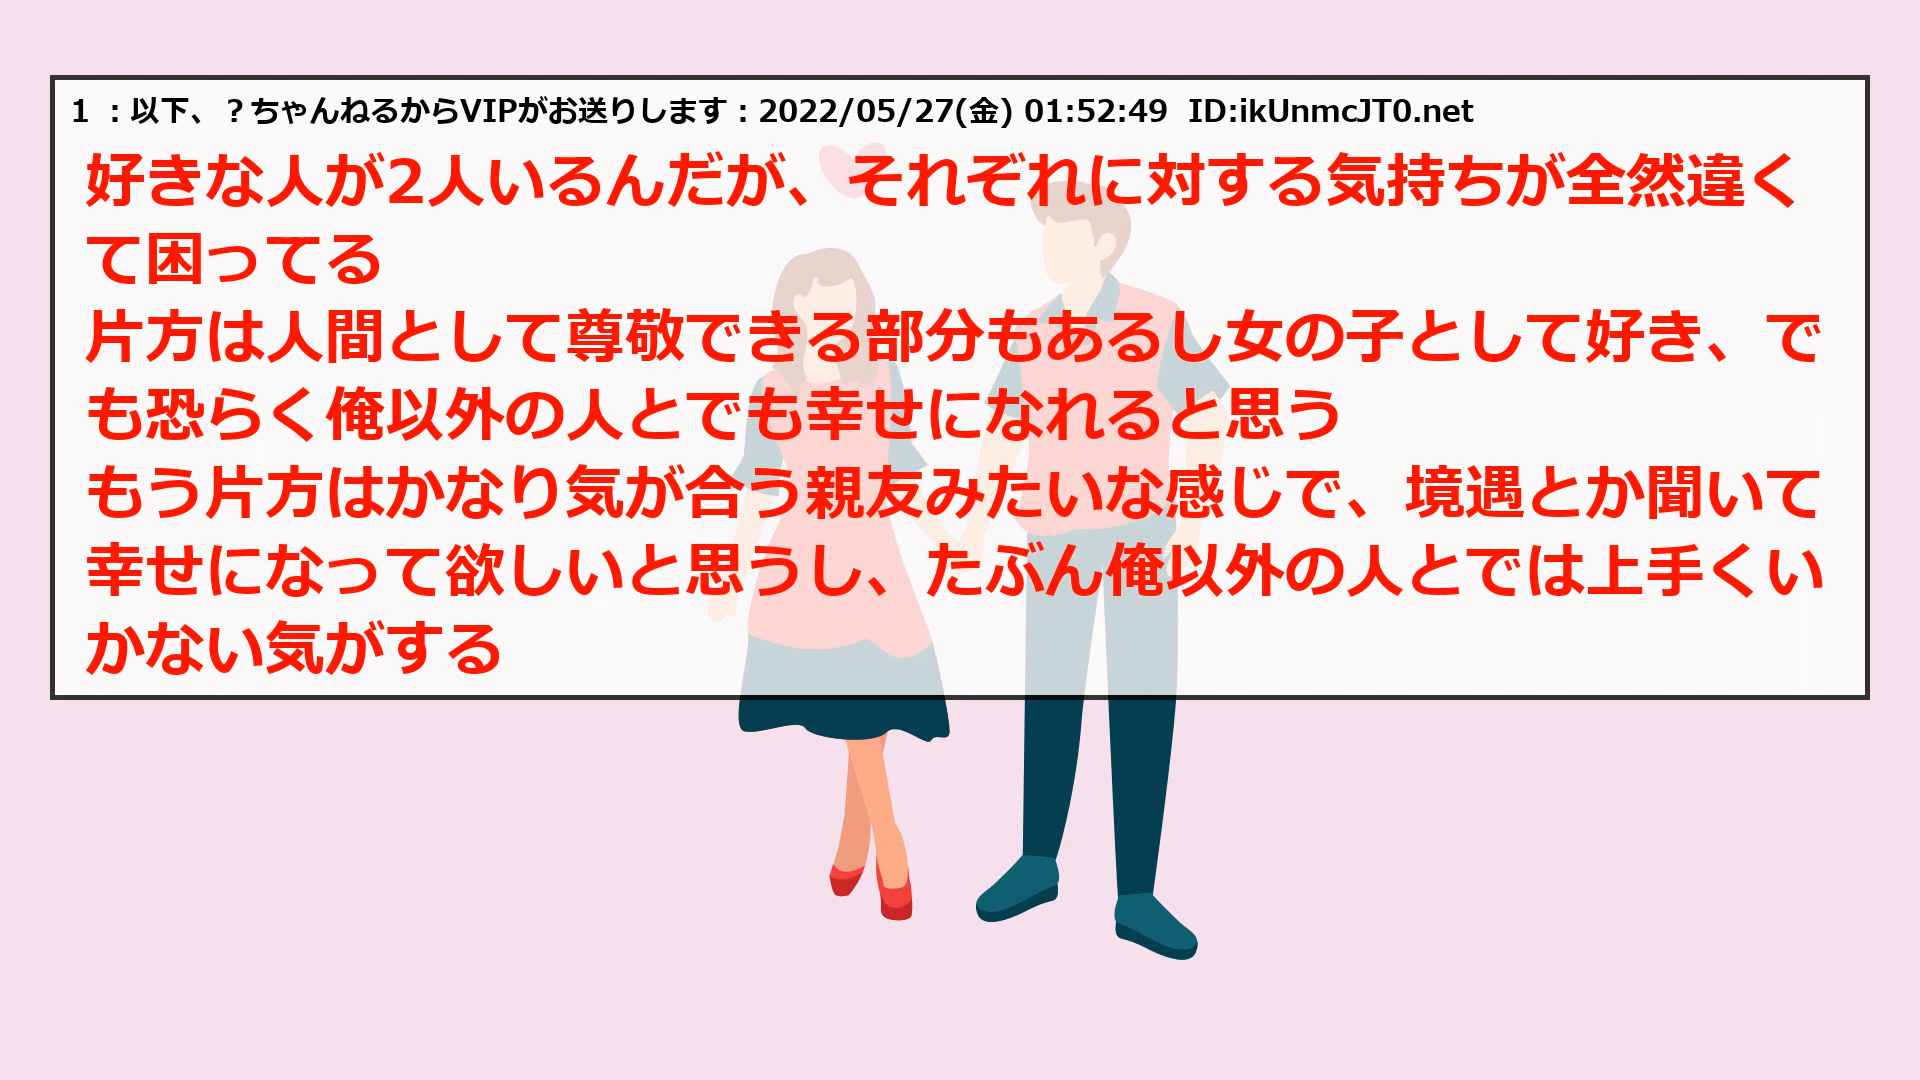 1 ：以下、？ちゃんねるからVIPがお送りします：2022/05/27(金) 01:52:49 ID:ikUnmcJT0.net
好きな人が2人いるんだが、それぞれに対する気持ちが全然違く
て困ってる
片方は人間として尊敬できる部分もあるし女の子として好き、で
も恐らく俺以外の人とでも幸せになれると思う
もう片方はかなり気が合う親友みたいな感じで、境遇とか聞いて
幸せになって欲しいと思うし、たぶん俺以外の人とでは上手くい
かない気がする